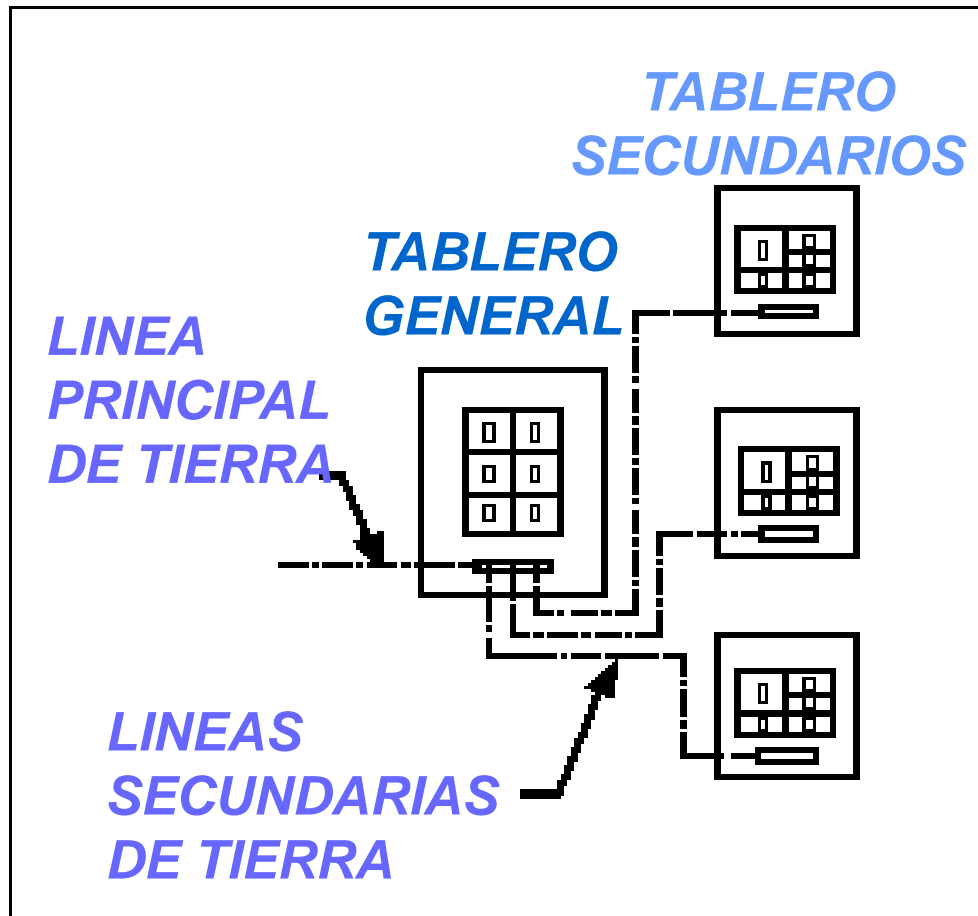 TABLERO
SECUNDARIOS
TABLERO
GENERAL
LINEA
PRINCIPAL
DE TIERRA
LINEAS
SECUNDARIAS
DE TIERRA